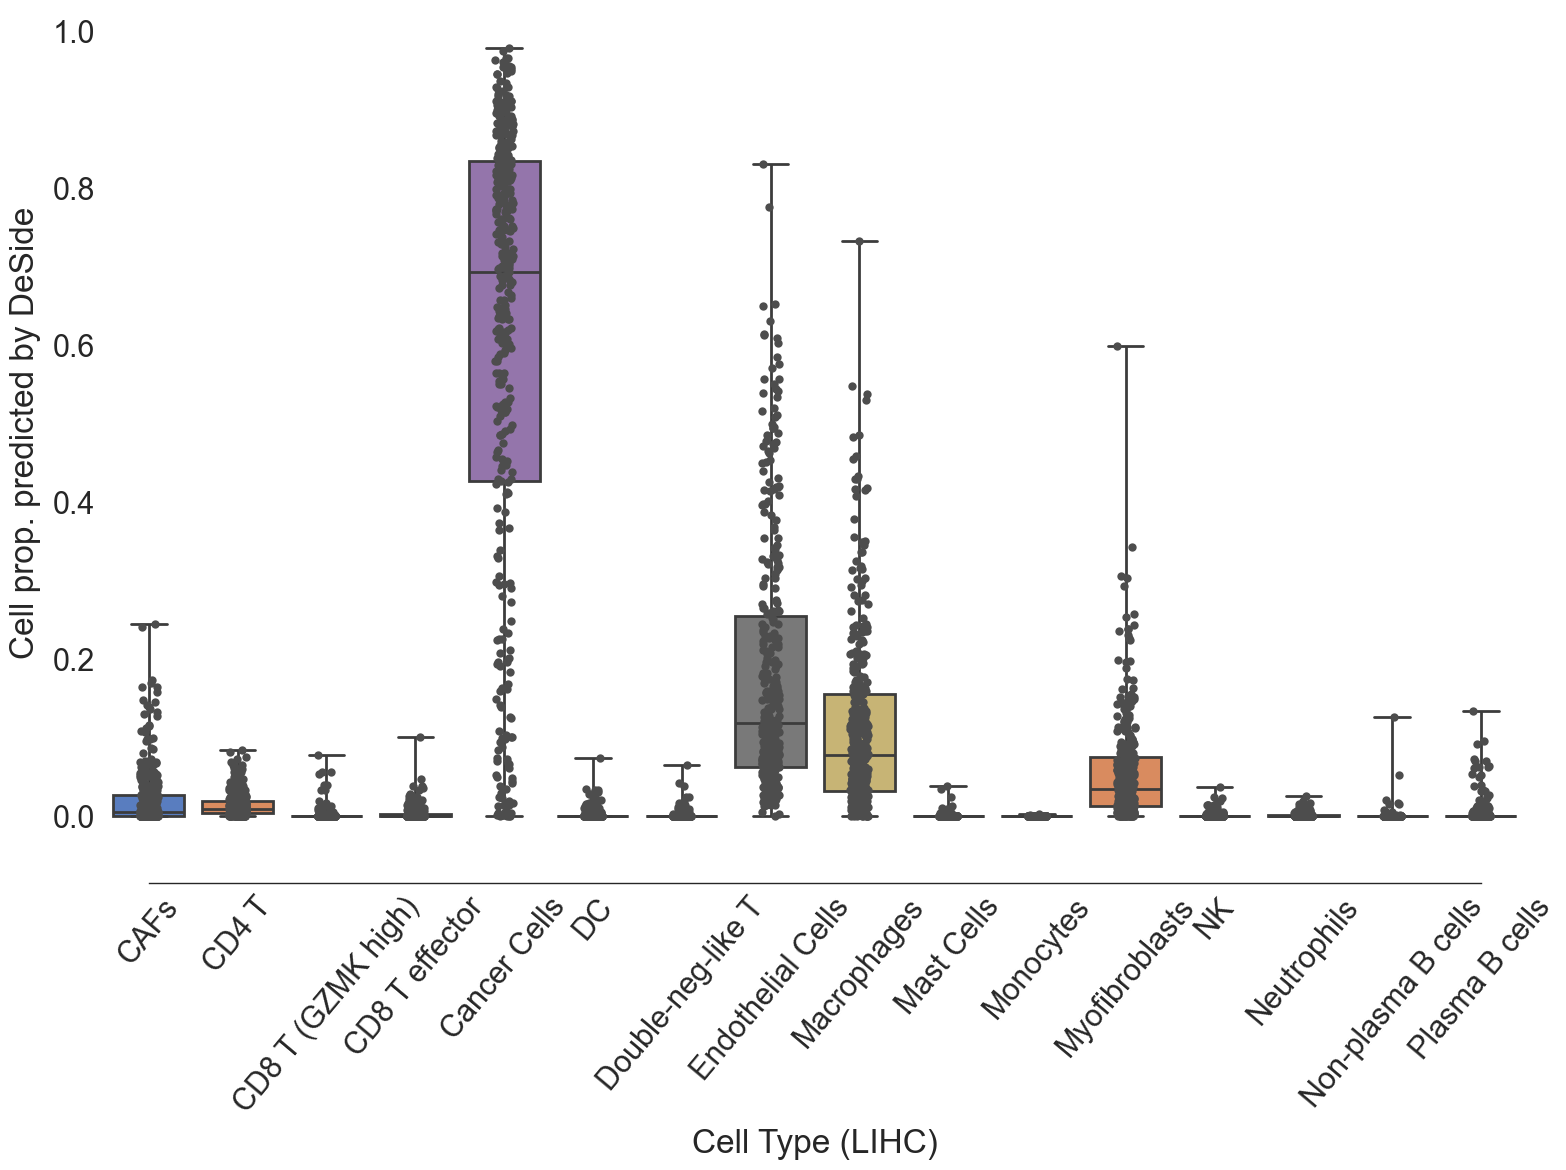 Cell prop. predicted by DeSide
1.0
0.8
0.6
0.4
0.2
0.0
CAFs
CD4 T
CD8 T (GZMK high)
CD8 T effector
Cancer Cells
DC
Double-neg-like T
Endothelial Cells
Macrophages
Mast Cells
Monocytes
Myofibroblasts
NK
Neutrophils
Non-plasma B cells
Plasma B cells
Cell Type (LIHC)